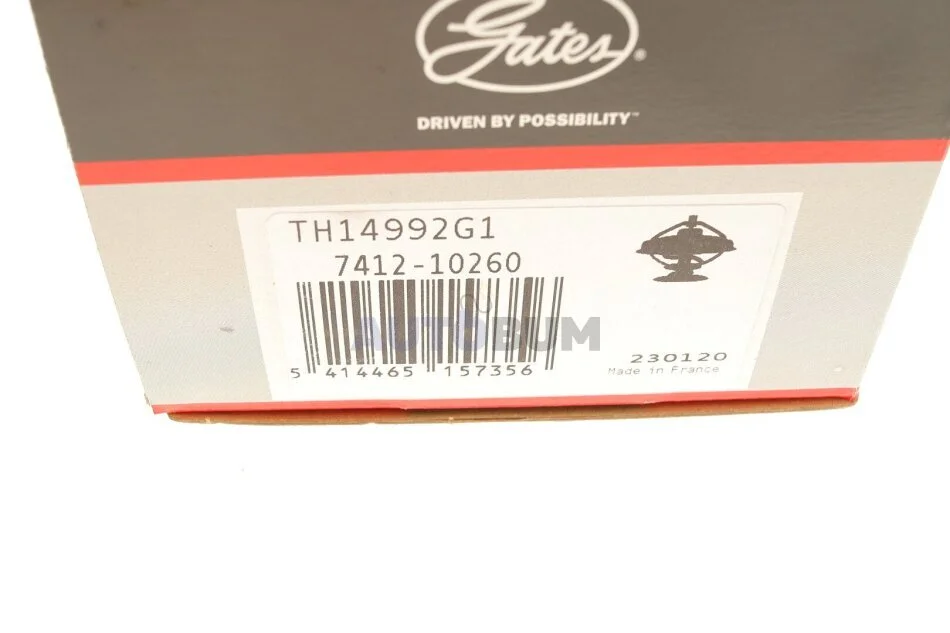 Gates®
DRIVEN BY POSSIBILITY™
TH14992G1
7412-10260
AUTOBUM
5 414465 157356
230120
Made in France